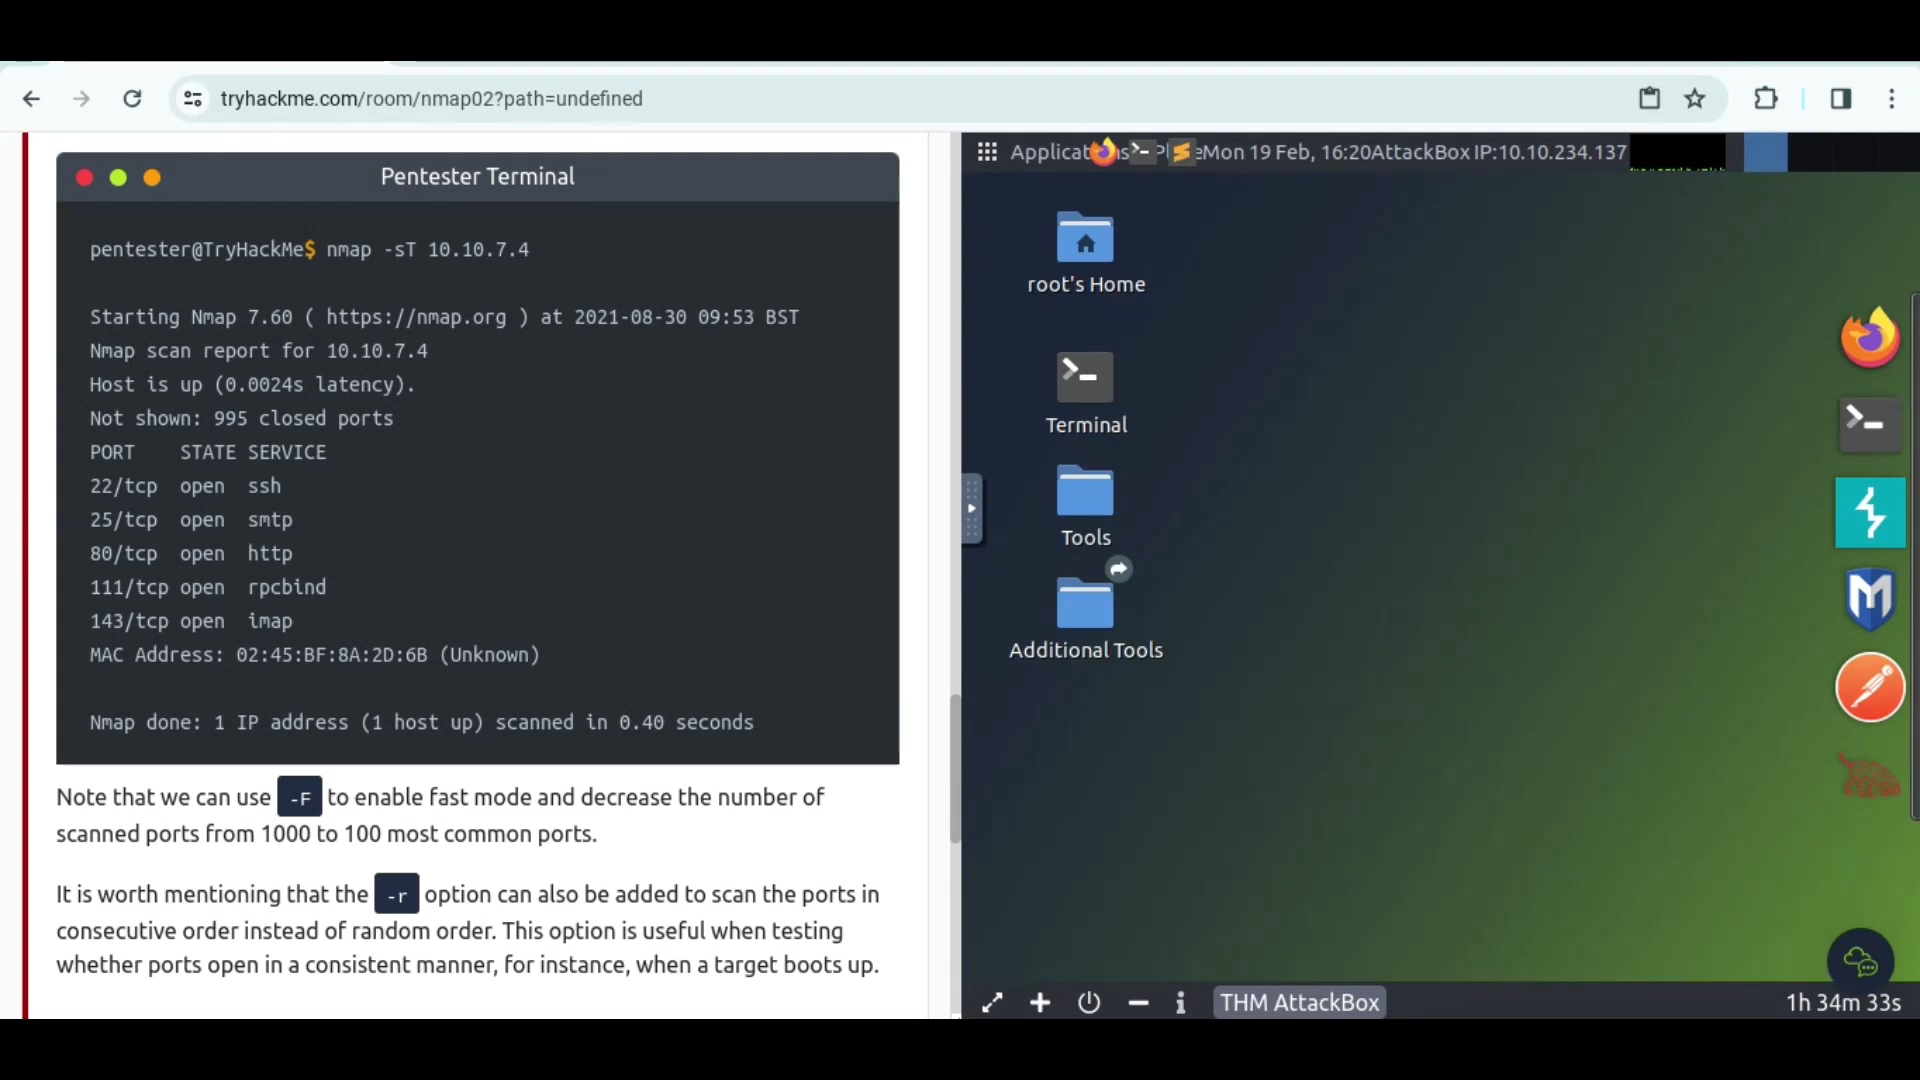 tryhackme.com/room/nmap02?path=undefined
Pentester Terminal
pentester@TryHackMe$ nmap -sT 10.10.7.4
Starting Nmap 7.60 ( https://nmap.org ) at 2021-08-30 09:53 BST
Nmap scan report for 10.10.7.4
Host is up (0.0024s latency).
Not shown: 995 closed ports
PORT STATE SERVICE
22/tcp open ssh
25/tcp open smtp
80/tcp open http
111/tcp open rpcbind
143/tcp open imap
MAC Address: 02:45:BF:8A:2D:6B (Unknown)
Nmap done: 1 IP address (1 host up) scanned in 0.40 seconds
Note that we can use -F to enable fast mode and decrease the number of
scanned ports from 1000 to 100 most common ports.
It is worth mentioning that the -r option can also be added to scan the ports in
consecutive order instead of random order. This option is useful when testing
whether ports open in a consistent manner, for instance, when a target boots up.
Mon 19 Feb, 16:20 AttackBox IP:10.10.234.137
root's Home
Terminal
Tools
Additional Tools
THM AttackBox
1h 34m 33s